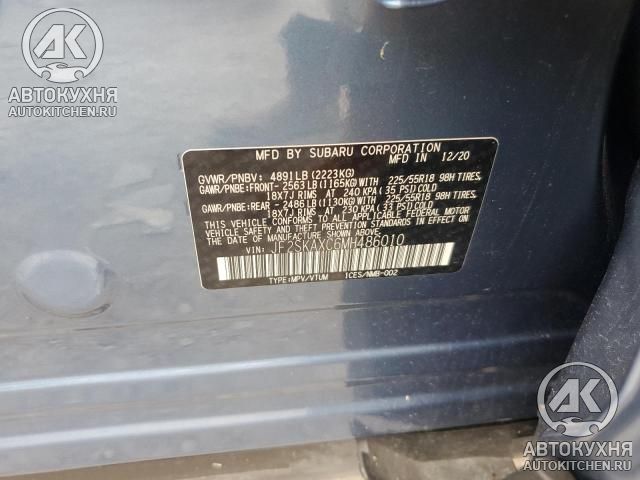 AK
АВТОКУХНЯ
AUTOKITCHEN.RU
MFD BY SUBARU CORPORATION 12/20
GVWR/PNBV: 4891LB (2223KG)
GAWR/PNBE:FRONT- 2563 LB (1165KG) WITH 225/55R18 98H TIRES,
18X7J RIMS AT 240 KPA (35 PSI) COLD
GAWR/PNBE:REAR - 2486 LB (1130KG) WITH 225/55R18 98H TIRES,
18X7J RIMS AT 230 KPA (33 PSI) COLD
THIS VEHICLE CONFORMS TO ALL APPLICABLE FEDERAL MOTOR
VEHICLE SAFETY AND BUMPER STANDARDS IN EFFECT ON THE
DATE OF MANUFACTURE SHOWN ABOVE.
VIN: JF2SKAXC6MH486010
TYPE:MPV/VTUM ICES/NMB-002
AK
АВТОКУХНЯ
AUTOKITCHEN.RU